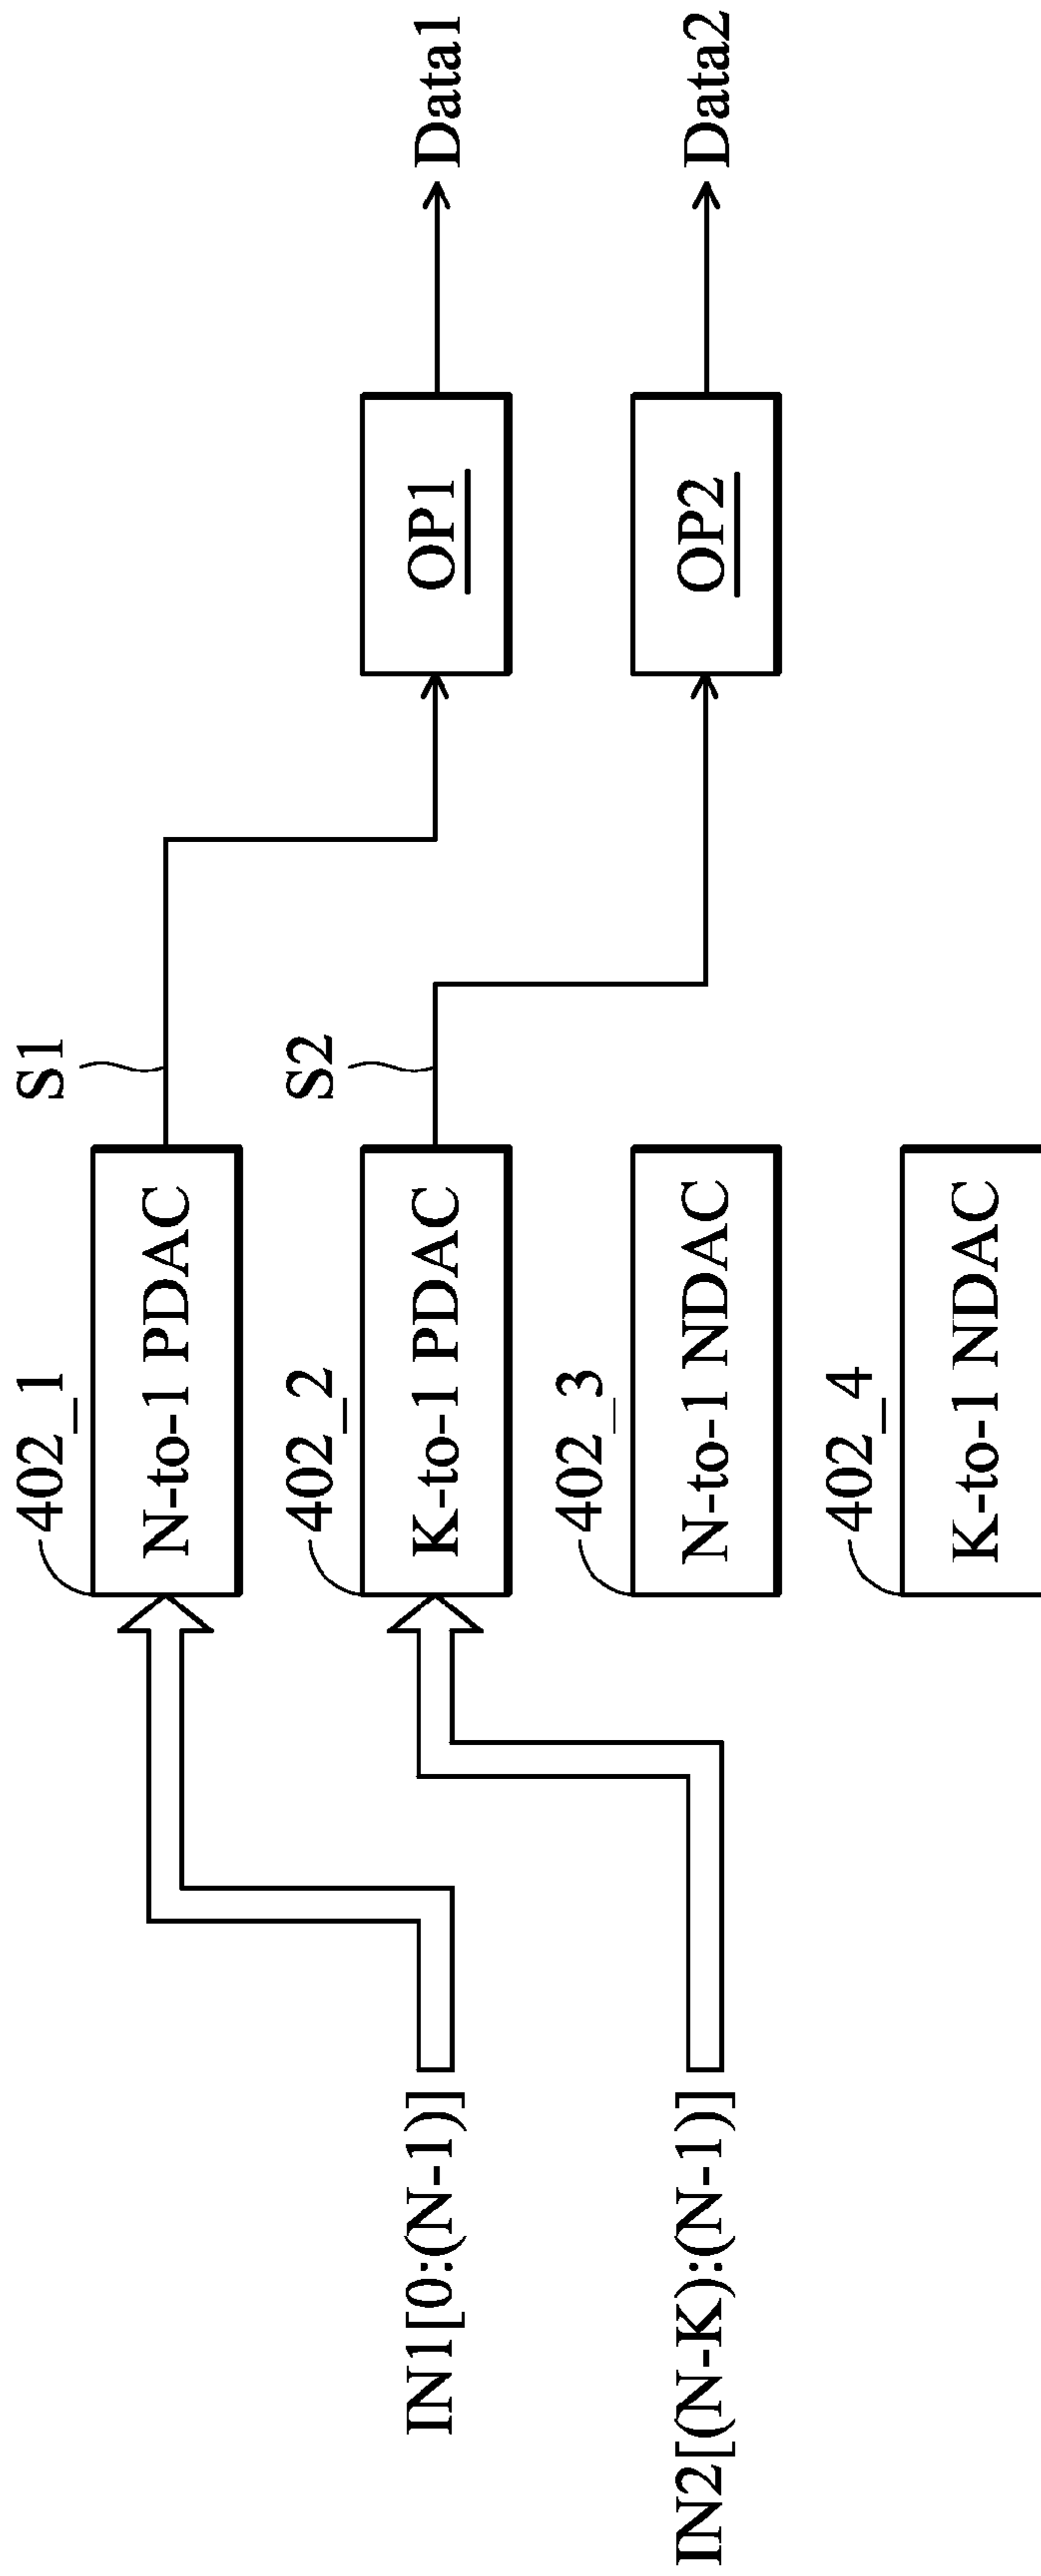 402_1
N-to-1 PDAC
S1
402_2
K-to-1 PDAC
S2
IN1[0:(N-1)]
OP1
Data1
402_3
N-to-1 NDAC
IN2[(N-K):(N-1)]
OP2
Data2
402_4
K-to-1 NDAC